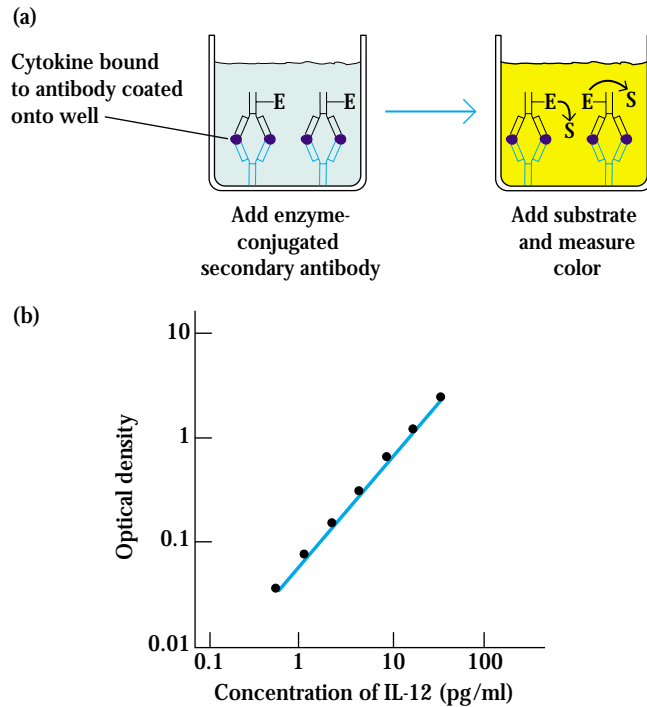 (a)
Cytokine bound
to antibody coated
onto well
E
E
E
S
E
S
Add enzyme-
conjugated
secondary antibody
Add substrate
and measure
color
(b)
Optical density
10
1
0.1
0.01
0.1
1
10
100
Concentration of IL-12 (pg/ml)